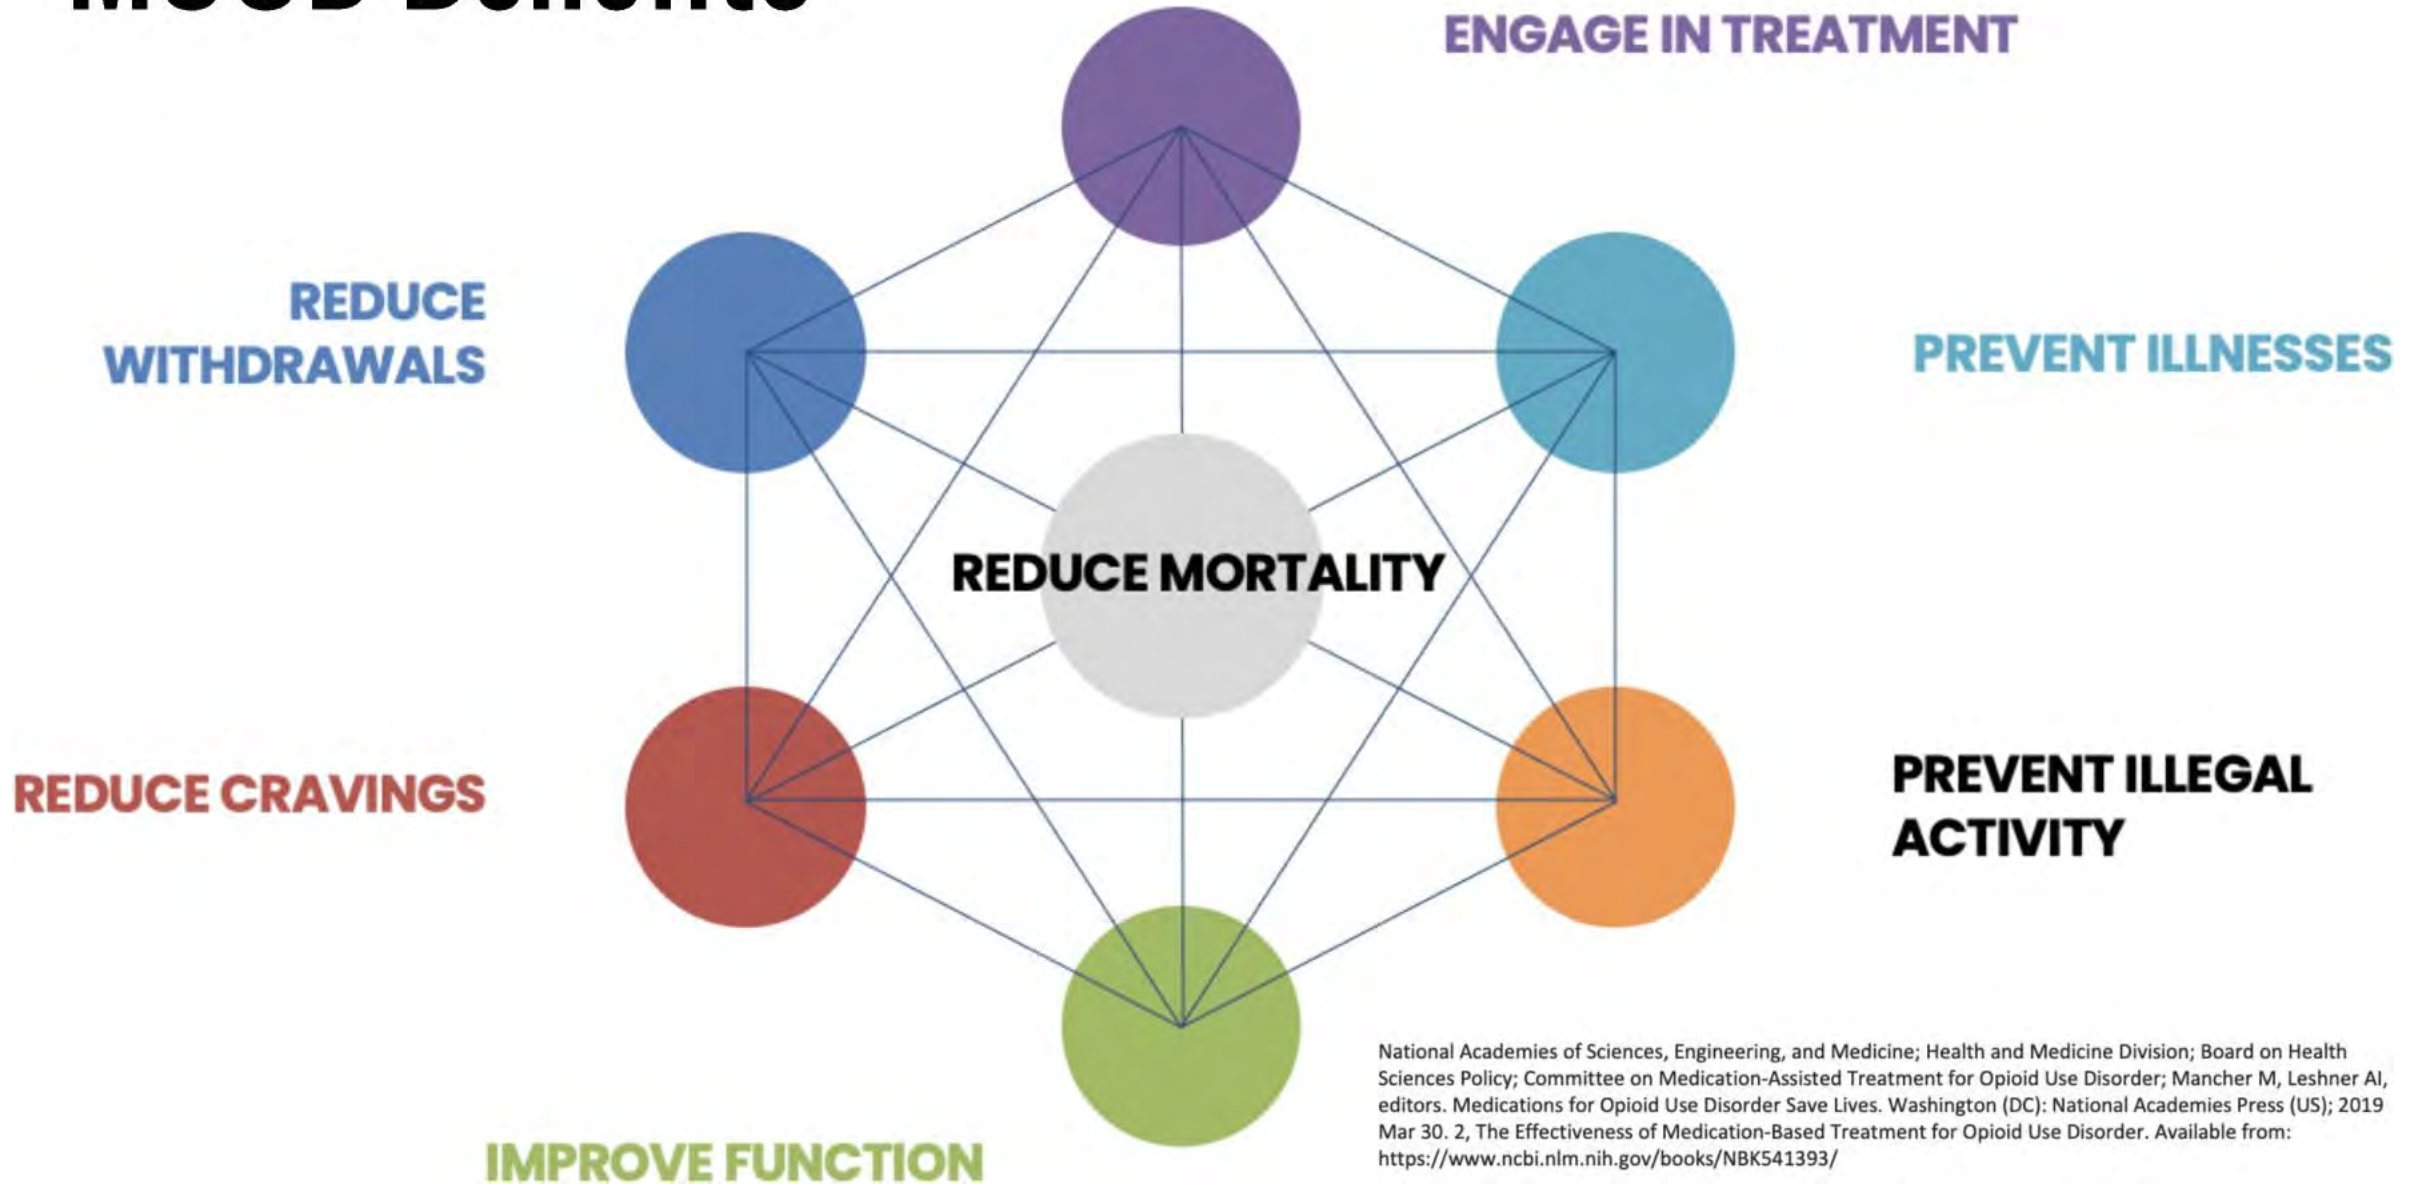 MOUD Benefits
ENGAGE IN TREATMENT
REDUCE
WITHDRAWALS
PREVENT ILLNESSES
REDUCE MORTALITY
REDUCE CRAVINGS
PREVENT ILLEGAL
ACTIVITY
IMPROVE FUNCTION
National Academies of Sciences, Engineering, and Medicine; Health and Medicine Division; Board on Health
Sciences Policy; Committee on Medication-Assisted Treatment for Opioid Use Disorder; Mancher M, Leshner AI,
editors. Medications for Opioid Use Disorder Save Lives. Washington (DC): National Academies Press (US); 2019
Mar 30. 2, The Effectiveness of Medication-Based Treatment for Opioid Use Disorder. Available from:
https://www.ncbi.nlm.nih.gov/books/NBK541393/